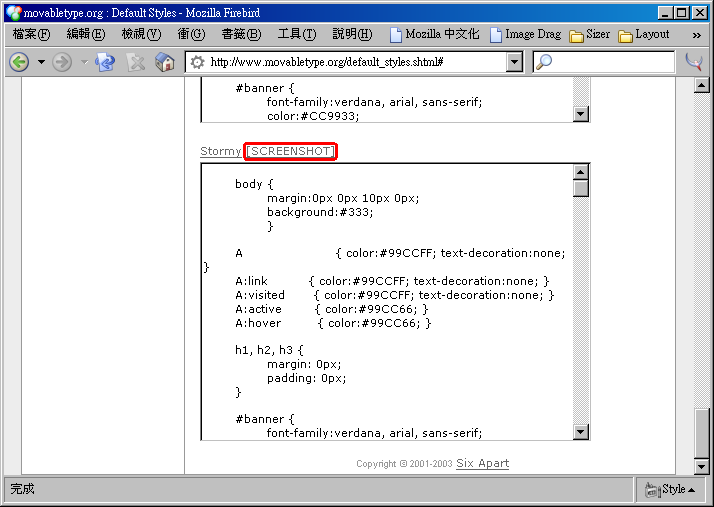 movabletype.org : Default Styles - Mozilla Firebird
檔案(F) 編輯(E) 檢視(V) 衝(G) 書籤(B) 工具(T) 說明(H) Mozilla 中文化 Image Drag Sizer Layout »
http://www.movabletype.org/default_styles.shtml#
#banner {
font-family:verdana, arial, sans-serif;
color:#CC9933;
Stormy [SCREENSHOT]
body {
margin:0px 0px 10px 0px;
background:#333;
}
A { color:#99CCFF; text-decoration:none;
}
A:link { color:#99CCFF; text-decoration:none; }
A:visited { color:#99CCFF; text-decoration:none; }
A:active { color:#99CC66; }
A:hover { color:#99CC66; }
h1, h2, h3 {
margin: 0px;
padding: 0px;
}
#banner {
font-family:verdana, arial, sans-serif;
Copyright © 2001-2003 Six Apart
完成 Style